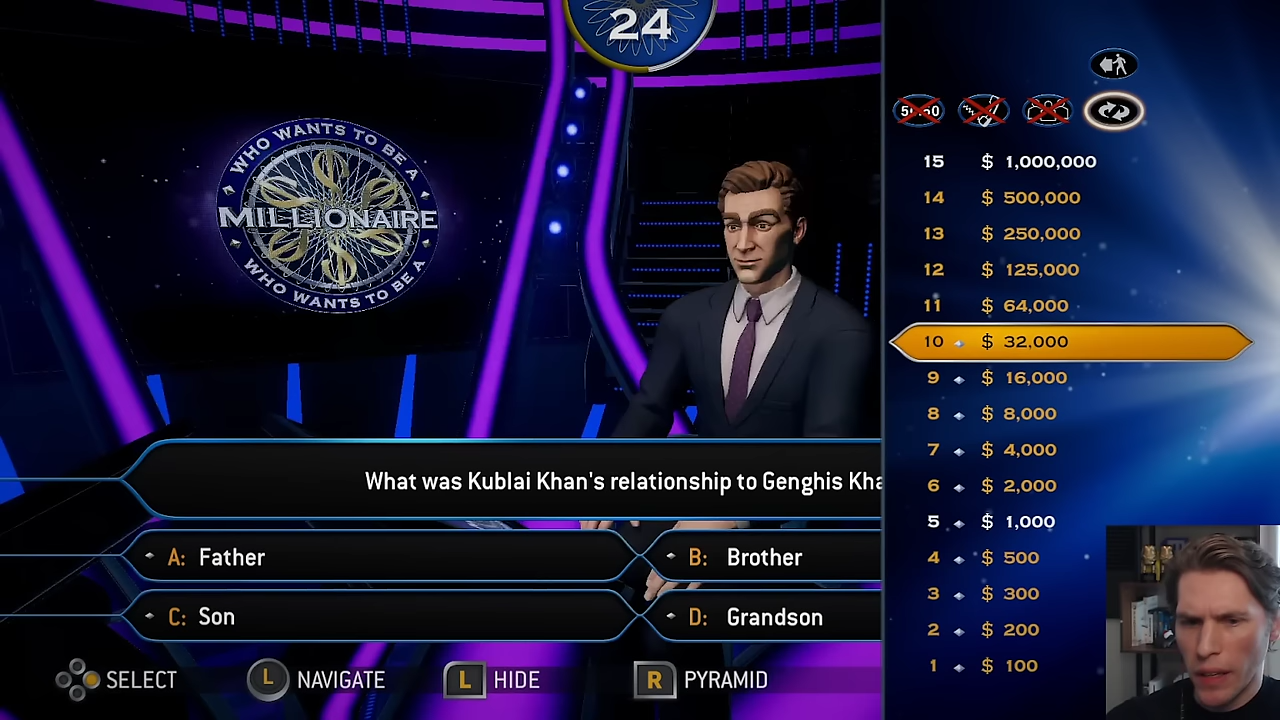 24
WHO WANTS TO BE A
MILLIONAIRE
WHO WANTS TO BE A
50:50
15 $ 1,000,000
14 $ 500,000
13 $ 250,000
12 $ 125,000
11 $ 64,000
10 $ 32,000
9 $ 16,000
8 $ 8,000
7 $ 4,000
6 $ 2,000
5 $ 1,000
4 $ 500
3 $ 300
2 $ 200
1 $ 100
What was Kublai Khan's relationship to Genghis Kha
A: Father
B: Brother
C: Son
D: Grandson
SELECT
L NAVIGATE
L HIDE
R PYRAMID